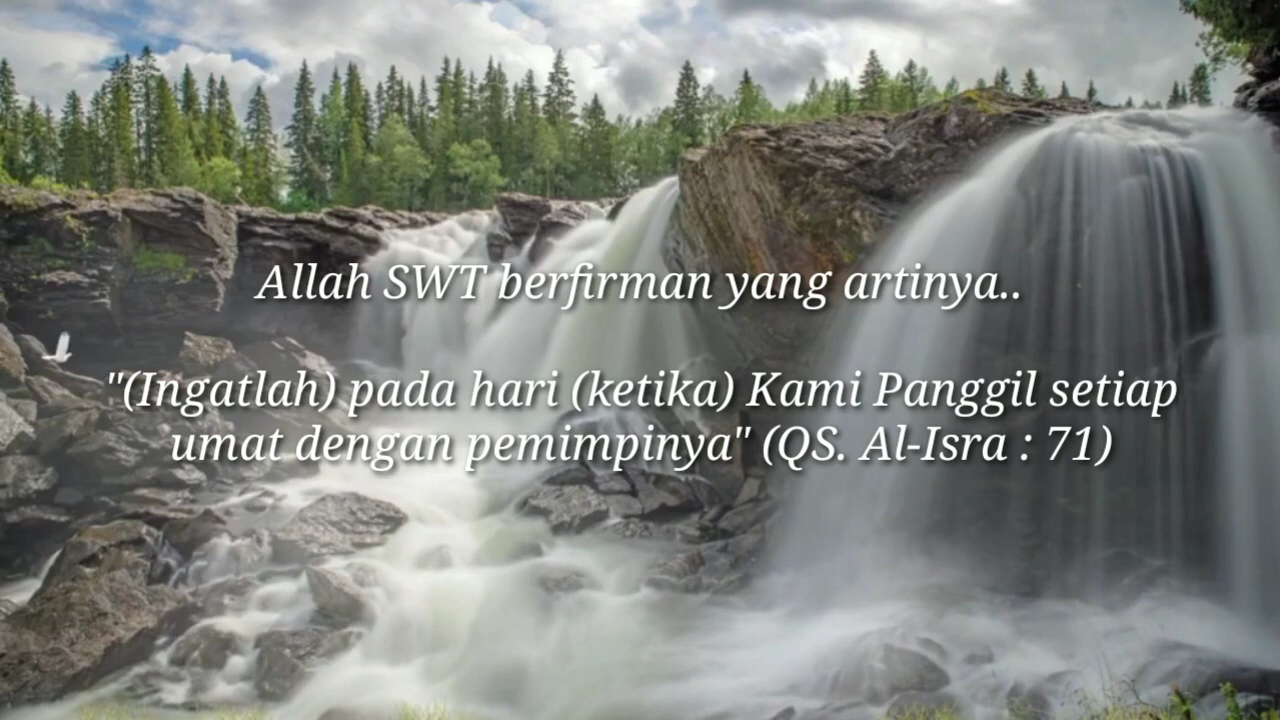 Allah SWT berfirman yang artinya..
"(Ingatlah) pada hari (ketika) Kami Panggil setiap
umat dengan pemimpinya" (QS. Al-Isra : 71)